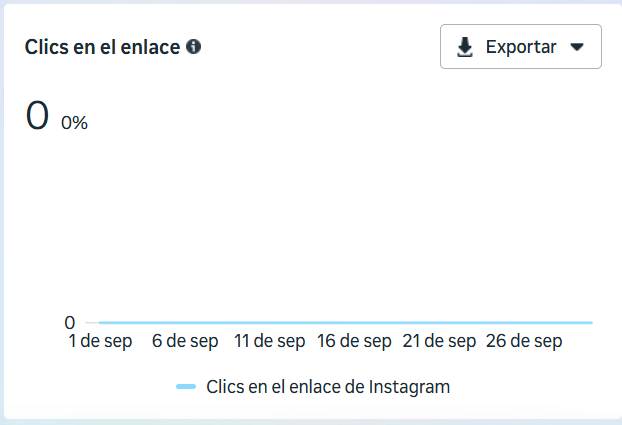 Clics en el enlace
Exportar
0 0%
0
1 de sep 6 de sep 11 de sep 16 de sep 21 de sep 26 de sep
Clics en el enlace de Instagram